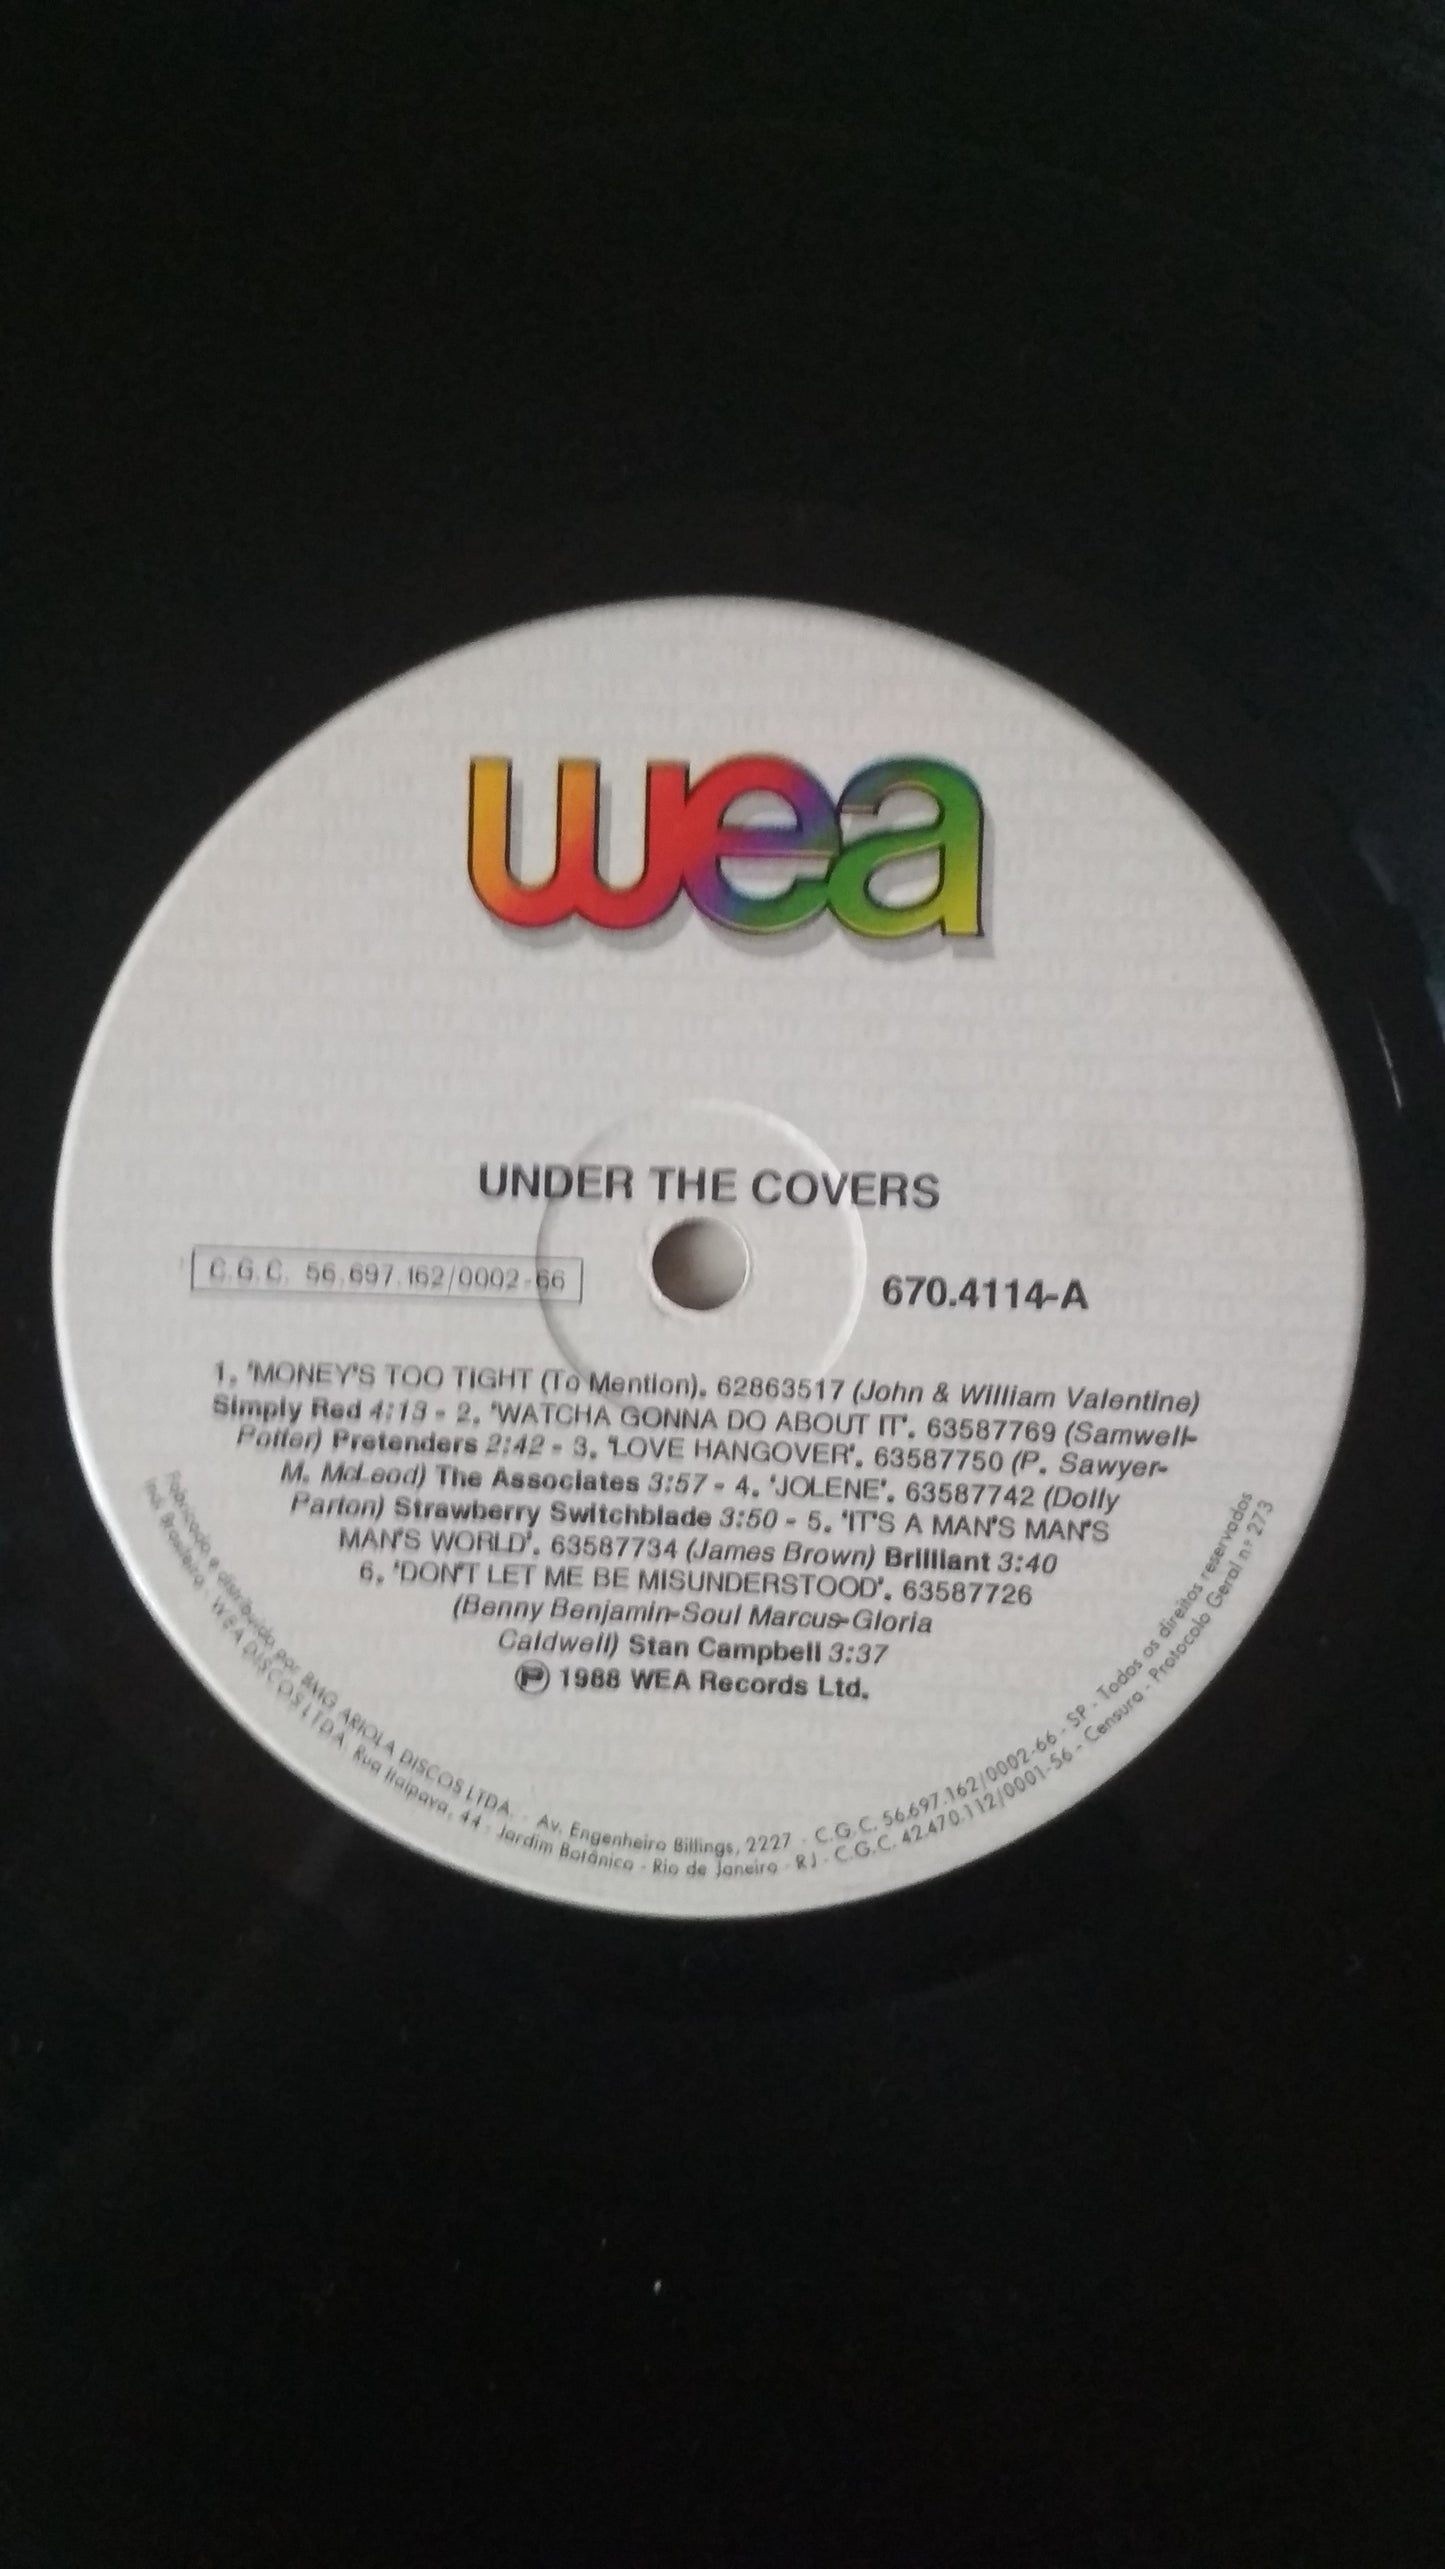 wea
UNDER THE COVERS
C.G.C. 56.697.162/0002-66
670.4114-A
1. 'MONEY'S TOO TIGHT (To Mention). 62863517 (John & William Valentine)
Simply Red 4:13 - 2. 'WATCHA GONNA DO ABOUT IT'. 63587769 (Samwell-
Potter) Pretenders 2:42 - 3. 'LOVE HANGOVER'. 63587750 (P. Sawyer-
M. McLeod) The Associates 3:57 - 4. 'JOLENE'. 63587742 (Dolly
Parton) Strawberry Switchblade 3:50 - 5. 'IT'S A MAN'S MAN'S
MAN'S WORLD'. 63587734 (James Brown) Brilliant 3:40
6. 'DON'T LET ME BE MISUNDERSTOOD'. 63587726
(Benny Benjamin-Soul Marcus-Gloria
Caldwell) Stan Campbell 3:37
Ⓟ 1988 WEA Records Ltd.
Fabricado e distribuído por BMG ARIOLA DISCOS LTDA. - Av. Engenheiro Billings, 2227 - C.G.C. 56.697.162/0002-66 - SP - Todos os direitos reservados
Ind. Brasileira - WEA DISCOS LTDA. Rua Itaipava, 44 - Jardim Botânico - Rio de Janeiro - RJ - C.G.C. 42.470.112/0001-56 - Censura - Protocolo Geral nº 273